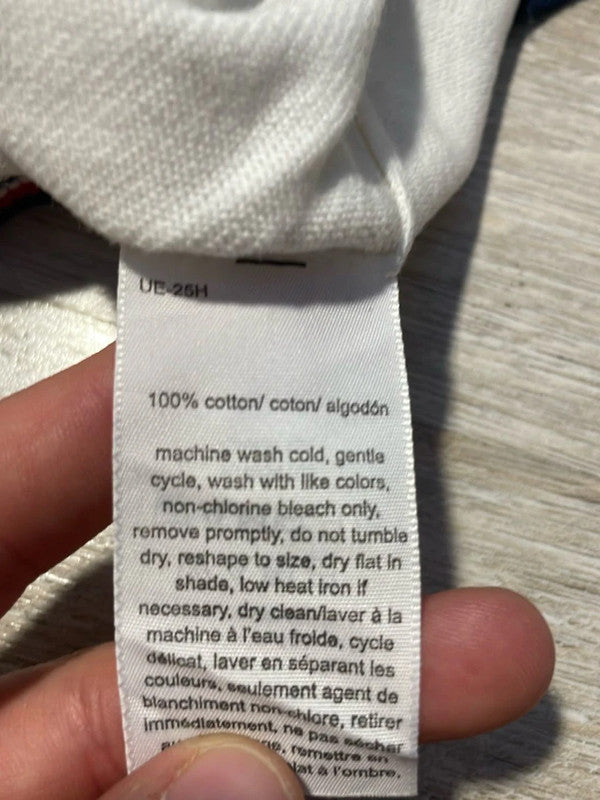 UE-25H
100% cotton/ coton/ algodón
machine wash cold, gentle
cycle, wash with like colors,
non-chlorine bleach only,
remove promptly, do not tumble
dry, reshape to size, dry flat in
shade, low heat iron if
necessary, dry clean/laver à la
machine à l'eau froide, cycle
délicat, laver en séparant les
couleurs, seulement agent de
blanchiment non-chlore, retirer
immédiatement, ne pas sécher
remettre en
à l'ombre,